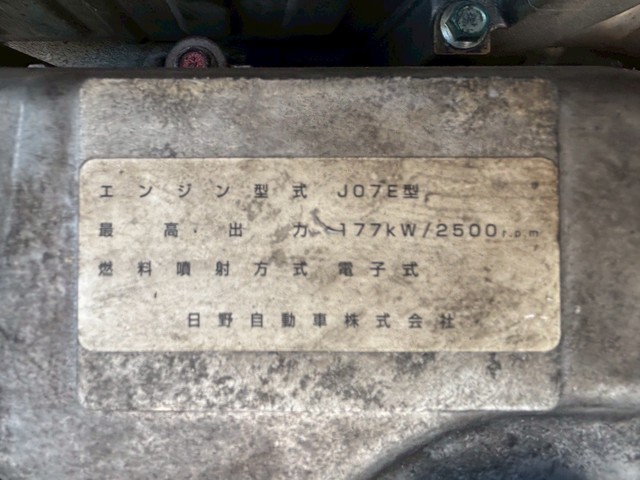 エンジン型式 J07E型
最高出力 177kW/2500r.p.m
燃料噴射方式 電子式
日野自動車株式会社